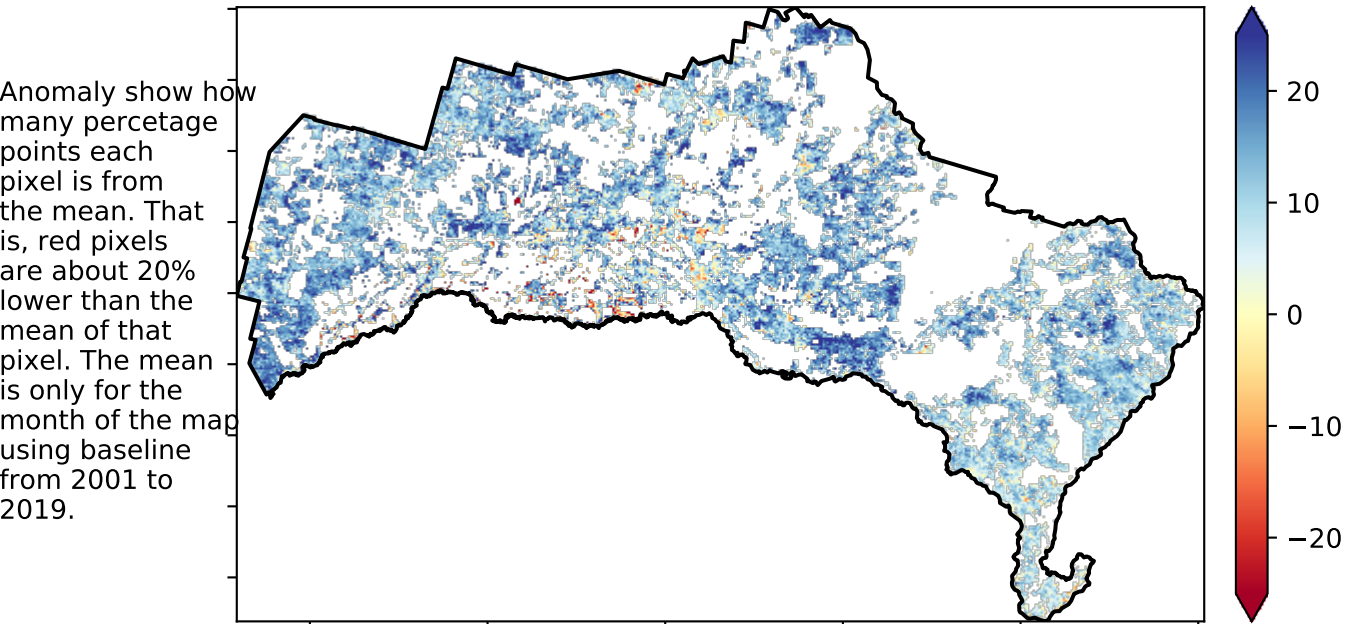 Anomaly show how
many percetage
points each
pixel is from
the mean. That
is, red pixels
are about 20%
lower than the
mean of that
pixel. The mean
is only for the
month of the map
using baseline
from 2001 to
2019.
20
10
0
−10
−20